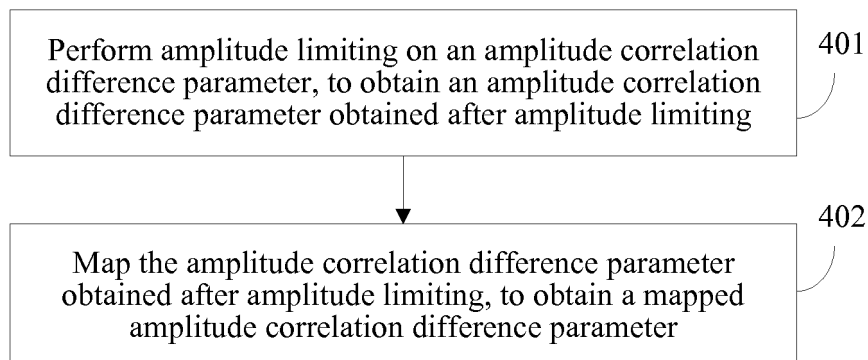 Perform amplitude limiting on an amplitude correlation
difference parameter, to obtain an amplitude correlation
difference parameter obtained after amplitude limiting
401
Map the amplitude correlation difference parameter
obtained after amplitude limiting, to obtain a mapped
amplitude correlation difference parameter
402